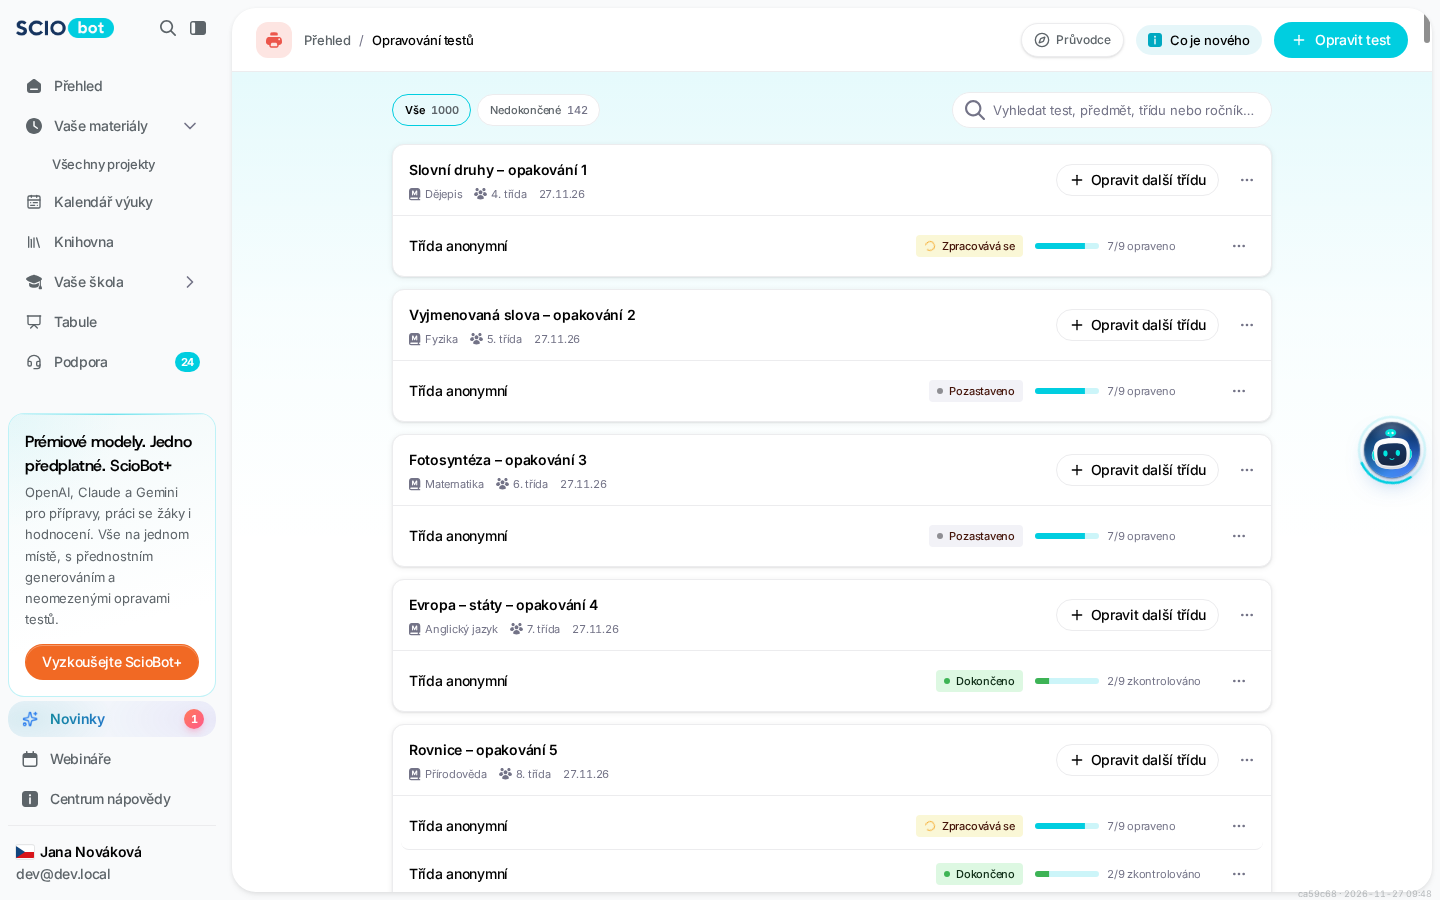 SCIO bot
Přehled
Vaše materiály
Všechny projekty
Kalendář výuky
Knihovna
Vaše škola
Tabule
Podpora 24
Prémiové modely. Jedno
předplatné. ScioBot+
OpenAI, Claude a Gemini
pro přípravy, práci se žáky i
hodnocení. Vše na jednom
místě, s přednostním
generováním a
neomezenými opravami
testů.
Vyzkoušejte ScioBot+
Novinky 1
Webináře
Centrum nápovědy
Jana Nováková
dev@dev.local
Přehled / Opravování testů
Průvodce
Co je nového
Opravit test
Vše 1000
Nedokončené 142
Vyhledat test, předmět, třídu nebo ročník…
Slovní druhy – opakování 1
Dějepis 4. třída 27.11.26
Opravit další třídu
Třída anonymní Zpracovává se 7/9 opraveno
Vyjmenovaná slova – opakování 2
Fyzika 5. třída 27.11.26
Opravit další třídu
Třída anonymní Pozastaveno 7/9 opraveno
Fotosyntéza – opakování 3
Matematika 6. třída 27.11.26
Opravit další třídu
Třída anonymní Pozastaveno 7/9 opraveno
Evropa – státy – opakování 4
Anglický jazyk 7. třída 27.11.26
Opravit další třídu
Třída anonymní Dokončeno 2/9 zkontrolováno
Rovnice – opakování 5
Přírodověda 8. třída 27.11.26
Opravit další třídu
Třída anonymní Zpracovává se 7/9 opraveno
Třída anonymní Dokončeno 2/9 zkontrolováno
ca59c68 · 2026-11-27 09:48